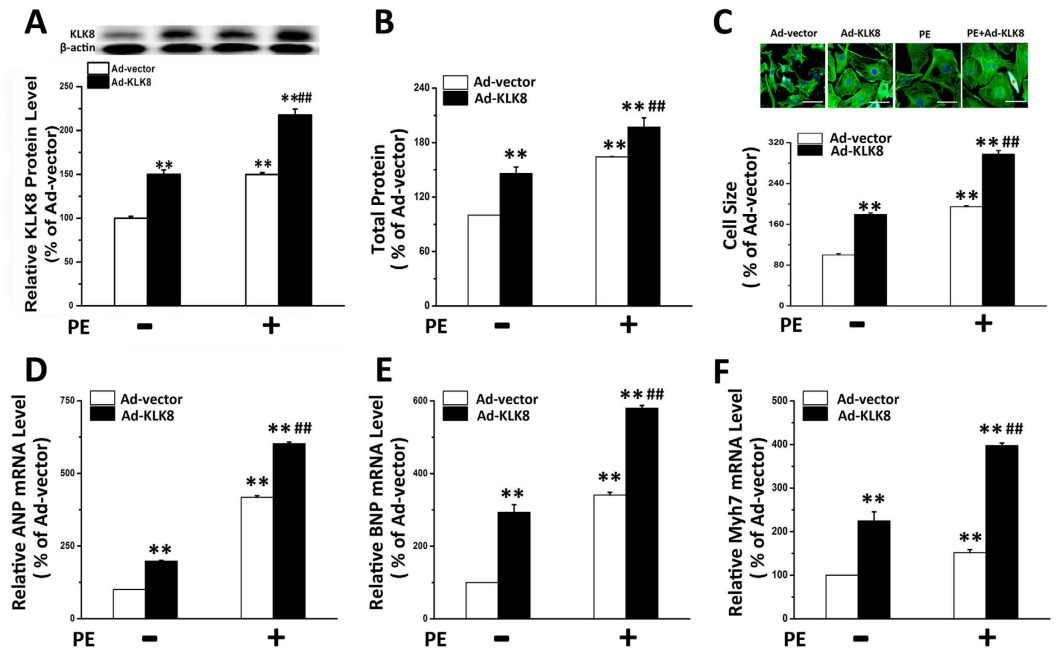 A
KLK8
β-actin
Ad-vector
Ad-KLK8
Relative KLK8 Protein Level
(% of Ad-vector)
250
200
150
100
50
0
**
**
**##
PE
−
+
B
Ad-vector
Ad-KLK8
Total Protein
( % of Ad-vector)
240
180
120
60
0
**
**
** ##
PE
−
+
C
Ad-vector
Ad-KLK8
PE
PE+Ad-KLK8
Ad-vector
Ad-KLK8
Cell Size
( % of Ad-vector)
320
240
160
80
0
**
**
** ##
PE
−
+
D
Ad-vector
Ad-KLK8
Relative ANP mRNA Level
( % of Ad-vector)
750
500
250
0
**
**
** ##
PE
−
+
E
Ad-vector
Ad-KLK8
Relative BNP mRNA Level
( % of Ad-vector)
600
400
200
0
**
**
** ##
PE
−
+
F
Ad-vector
Ad-KLK8
Relative Myh7 mRNA Level
( % of Ad-vector)
500
400
300
200
100
0
**
**
** ##
PE
−
+